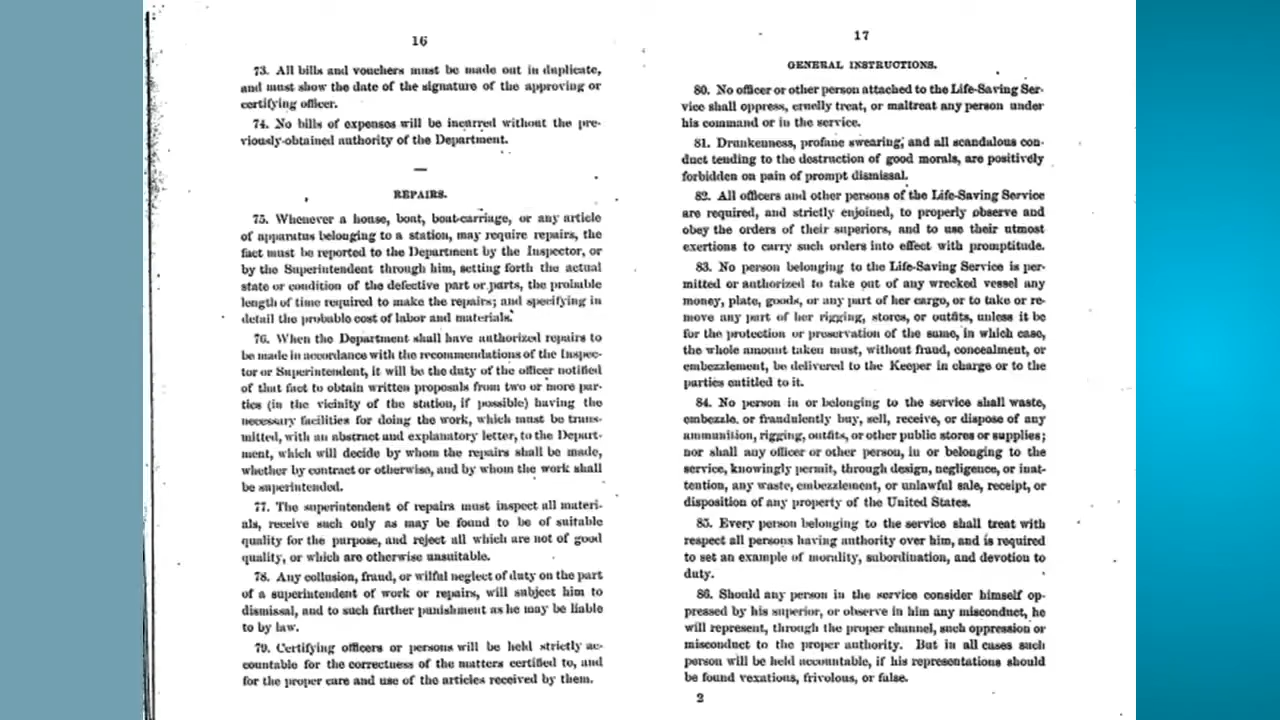 16
73. All bills and vouchers must be made out in duplicate,
and must show the date of the signature of the approving or
certifying officer.
74. No bills of expenses will be incurred without the pre-
viously-obtained authority of the Department.
REPAIRS.
75. Whenever a house, boat, boat-carriage, or any article
of apparatus belonging to a station, may require repairs, the
fact must be reported to the Department by the Inspector, or
by the Superintendent through him, setting forth the actual
state or condition of the defective part or parts, the probable
length of time required to make the repairs; and specifying in
detail the probable cost of labor and materials.
76. When the Department shall have authorized repairs to
be made in accordance with the recommendations of the Inspec-
tor or Superintendent, it will be the duty of the officer notified
of that fact to obtain written proposals from two or more par-
ties (in the vicinity of the station, if possible) having the
necessary facilities for doing the work, which must be trans-
mitted, with an abstract and explanatory letter, to the Depart-
ment, which will decide by whom the repairs shall be made,
whether by contract or otherwise, and by whom the work shall
be superintended.
77. The superintendent of repairs must inspect all materi-
als, receive such only as may be found to be of suitable
quality for the purpose, and reject all which are not of good
quality, or which are otherwise unsuitable.
78. Any collusion, fraud, or wilful neglect of duty on the part
of a superintendent of work or repairs, will subject him to
dismissal, and to such further punishment as he may be liable
to by law.
79. Certifying officers or persons will be held strictly ac-
countable for the correctness of the matters certified to, and
for the proper care and use of the articles received by them.
17
GENERAL INSTRUCTIONS.
80. No officer or other person attached to the Life-Saving Ser-
vice shall oppress, cruelly treat, or maltreat any person under
his command or in the service.
81. Drunkenness, profane swearing, and all scandalous con-
duct tending to the destruction of good morals, are positively
forbidden on pain of prompt dismissal.
82. All officers and other persons of the Life-Saving Service
are required, and strictly enjoined, to properly observe and
obey the orders of their superiors, and to use their utmost
exertions to carry such orders into effect with promptitude.
83. No person belonging to the Life-Saving Service is per-
mitted or authorized to take out of any wrecked vessel any
money, plate, goods, or any part of her cargo, or to take or re-
move any part of her rigging, stores, or outfits, unless it be
for the protection or preservation of the same, in which case,
the whole amount taken must, without fraud, concealment, or
embezzlement, be delivered to the Keeper in charge or to the
parties entitled to it.
84. No person in or belonging to the service shall waste,
embezzle, or fraudulently buy, sell, receive, or dispose of any
ammunition, rigging, outfits, or other public stores or supplies;
nor shall any officer or other person, in or belonging to the
service, knowingly permit, through design, negligence, or inat-
tention, any waste, embezzlement, or unlawful sale, receipt, or
disposition of any property of the United States.
85. Every person belonging to the service shall treat with
respect all persons having authority over him, and is required
to set an example of morality, subordination, and devotion to
duty.
86. Should any person in the service consider himself op-
pressed by his superior, or observe in him any misconduct, he
will represent, through the proper channel, such oppression or
misconduct to the proper authority. But in all cases such
person will be held accountable, if his representations should
be found vexations, frivolous, or false.
2